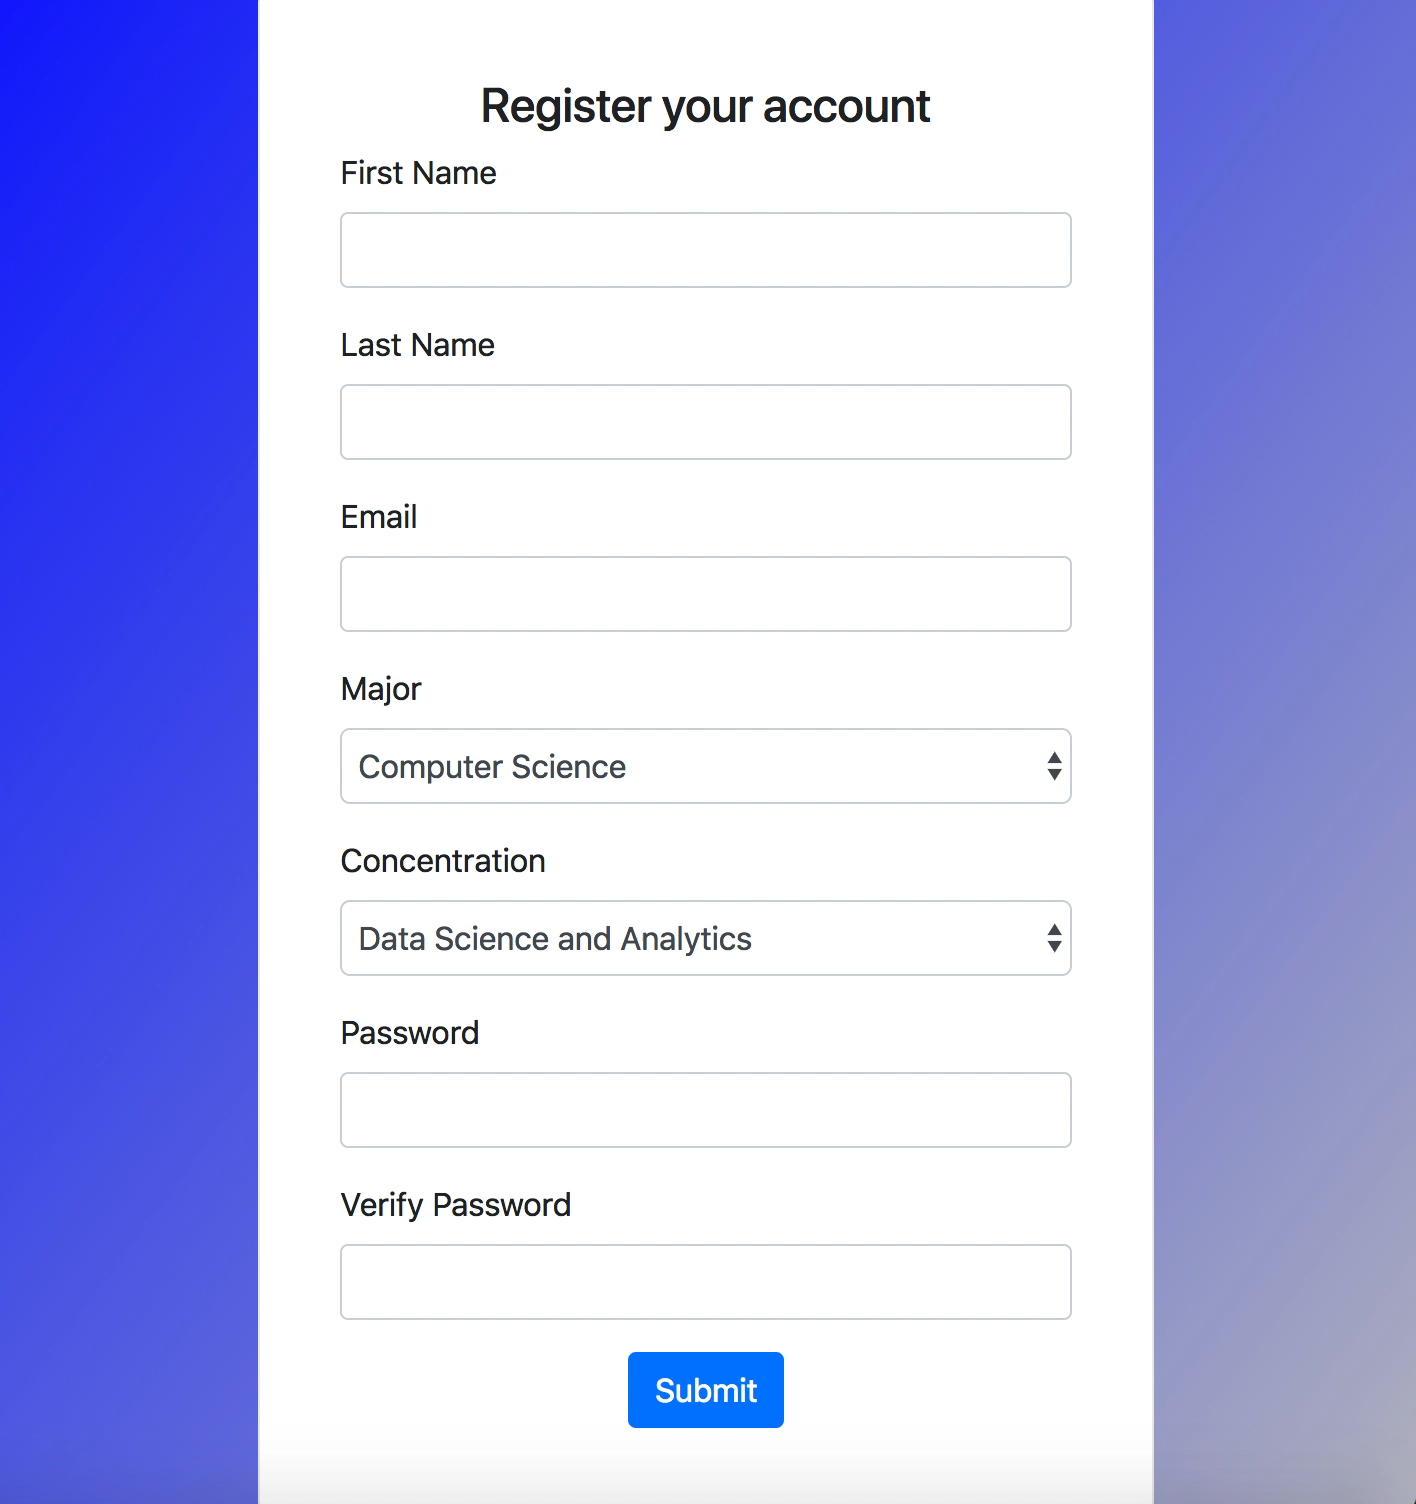 Register your account
First Name
Last Name
Email
Major
Computer Science
Concentration
Data Science and Analytics
Password
Verify Password
Submit